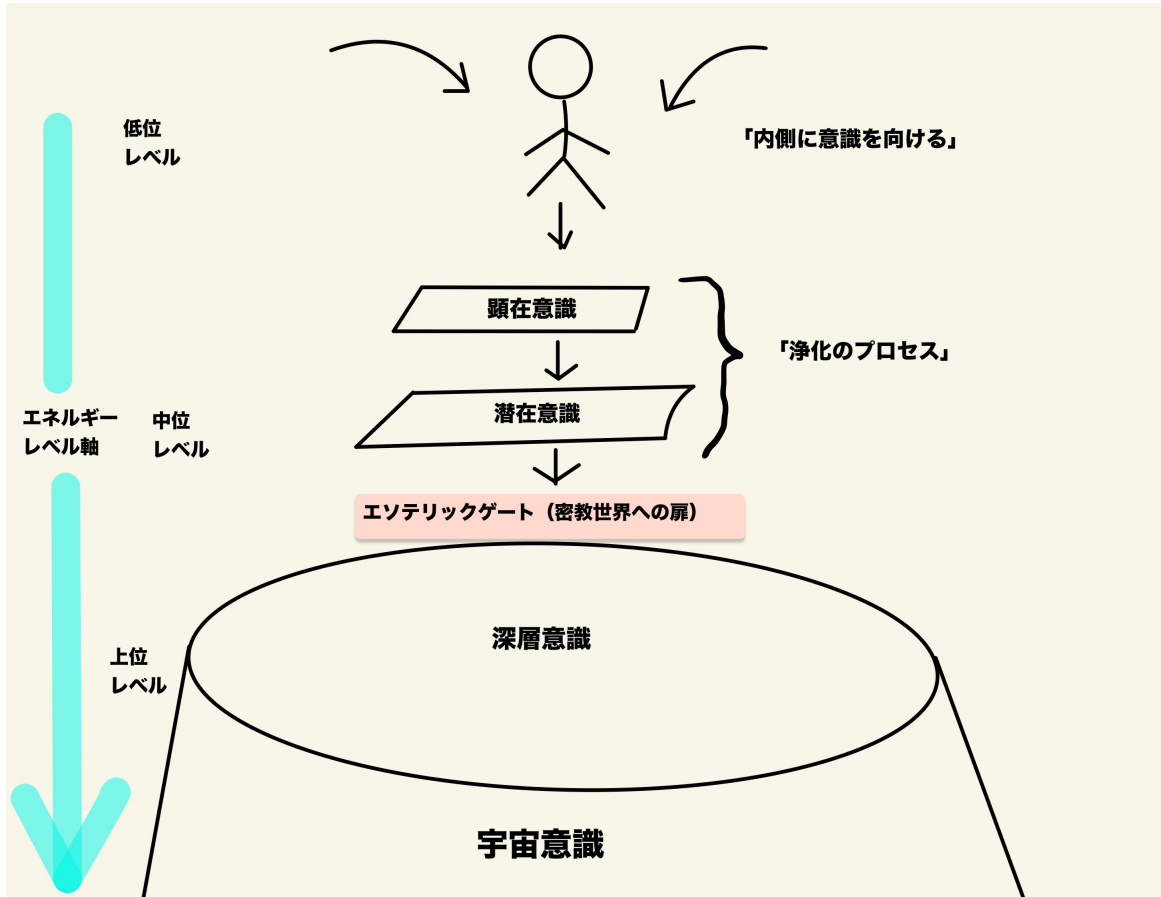 低位
レベル
「内側に意識を向ける」
顕在意識
「浄化のプロセス」
潜在意識
エネルギー
レベル軸
中位
レベル
エソテリックゲート（密教世界への扉）
深層意識
上位
レベル
宇宙意識